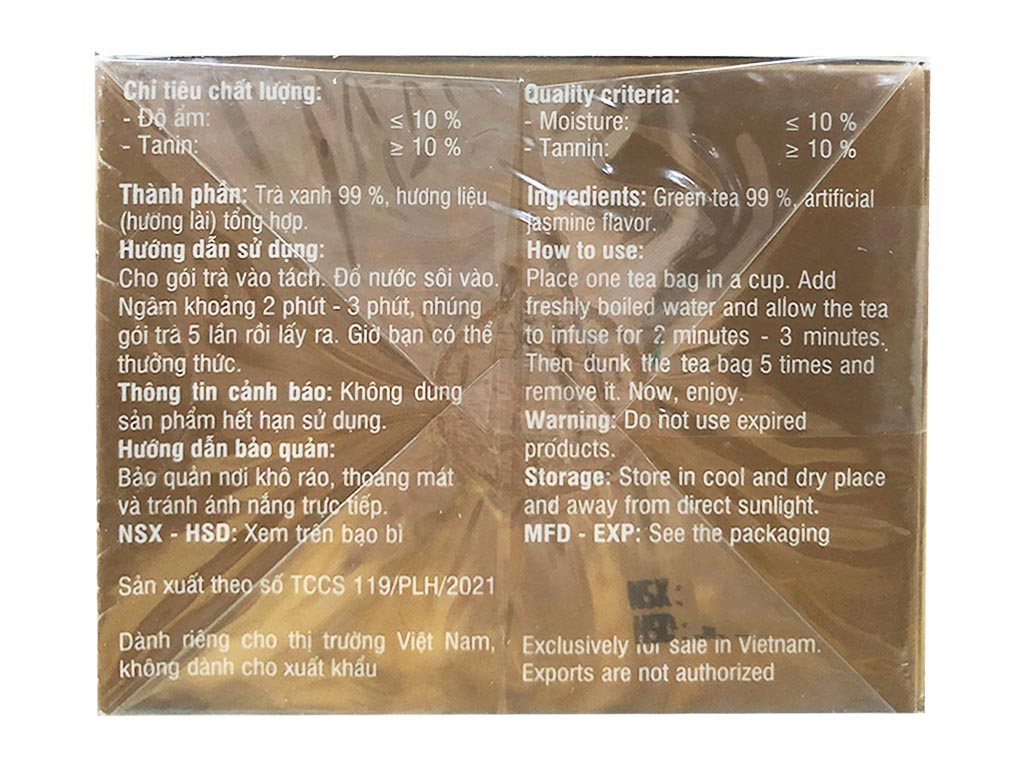 Chỉ tiêu chất lượng:
- Độ ẩm: ≤ 10 %
- Tanin: ≥ 10 %
Thành phần: Trà xanh 99 %, hương liệu
(hương lài) tổng hợp.
Hướng dẫn sử dụng:
Cho gói trà vào tách. Đổ nước sôi vào.
Ngâm khoảng 2 phút - 3 phút, nhúng
gói trà 5 lần rồi lấy ra. Giờ bạn có thể
thưởng thức.
Thông tin cảnh báo: Không dùng
sản phẩm hết hạn sử dụng.
Hướng dẫn bảo quản:
Bảo quản nơi khô ráo, thoáng mát
và tránh ánh nắng trực tiếp.
NSX - HSD: Xem trên bao bì
Sản xuất theo số TCCS 119/PLH/2021
Dành riêng cho thị trường Việt Nam,
không dành cho xuất khẩu
Quality criteria:
- Moisture: ≤ 10 %
- Tannin: ≥ 10 %
Ingredients: Green tea 99 %, artificial
jasmine flavor.
How to use:
Place one tea bag in a cup. Add
freshly boiled water and allow the tea
to infuse for 2 minutes - 3 minutes.
Then dunk the tea bag 5 times and
remove it. Now, enjoy.
Warning: Do not use expired
products.
Storage: Store in cool and dry place
and away from direct sunlight.
MFD - EXP: See the packaging
NSX:
HSD:
Exclusively for sale in Vietnam.
Exports are not authorized